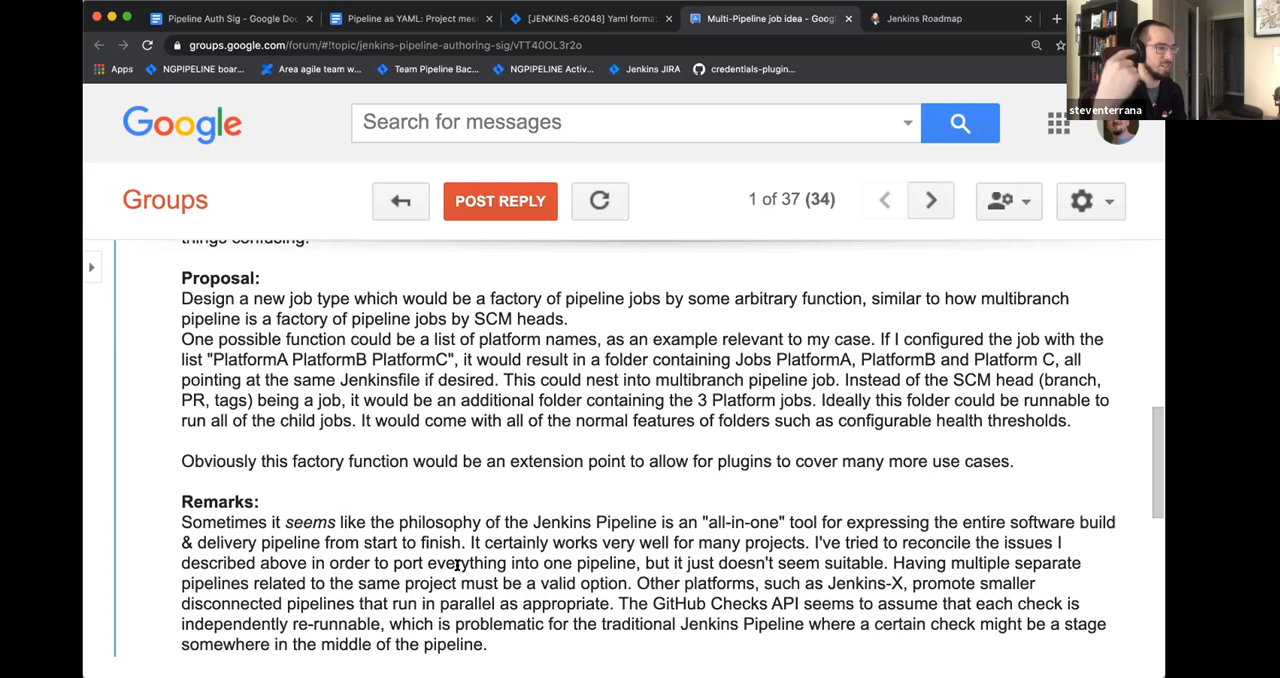 Pipeline Auth Sig - Google Doc
Pipeline as YAML: Project mee
[JENKINS-62048] Yaml forma
Multi-Pipeline job idea - Goog
Jenkins Roadmap
groups.google.com/forum/#!topic/jenkins-pipeline-authoring-sig/vTT40OL3r2o
Apps
NGPIPELINE boar...
Area agile team w...
Team Pipeline Bac...
NGPIPELINE Activ...
Jenkins JIRA
credentials-plugin...
steventerrana
Google
Search for messages
Groups
POST REPLY
1 of 37 (34)
things confusing.
Proposal:
Design a new job type which would be a factory of pipeline jobs by some arbitrary function, similar to how multibranch
pipeline is a factory of pipeline jobs by SCM heads.
One possible function could be a list of platform names, as an example relevant to my case. If I configured the job with the
list "PlatformA PlatformB PlatformC", it would result in a folder containing Jobs PlatformA, PlatformB and Platform C, all
pointing at the same Jenkinsfile if desired. This could nest into multibranch pipeline job. Instead of the SCM head (branch,
PR, tags) being a job, it would be an additional folder containing the 3 Platform jobs. Ideally this folder could be runnable to
run all of the child jobs. It would come with all of the normal features of folders such as configurable health thresholds.
Obviously this factory function would be an extension point to allow for plugins to cover many more use cases.
Remarks:
Sometimes it seems like the philosophy of the Jenkins Pipeline is an "all-in-one" tool for expressing the entire software build
& delivery pipeline from start to finish. It certainly works very well for many projects. I've tried to reconcile the issues I
described above in order to port everything into one pipeline, but it just doesn't seem suitable. Having multiple separate
pipelines related to the same project must be a valid option. Other platforms, such as Jenkins-X, promote smaller
disconnected pipelines that run in parallel as appropriate. The GitHub Checks API seems to assume that each check is
independently re-runnable, which is problematic for the traditional Jenkins Pipeline where a certain check might be a stage
somewhere in the middle of the pipeline.